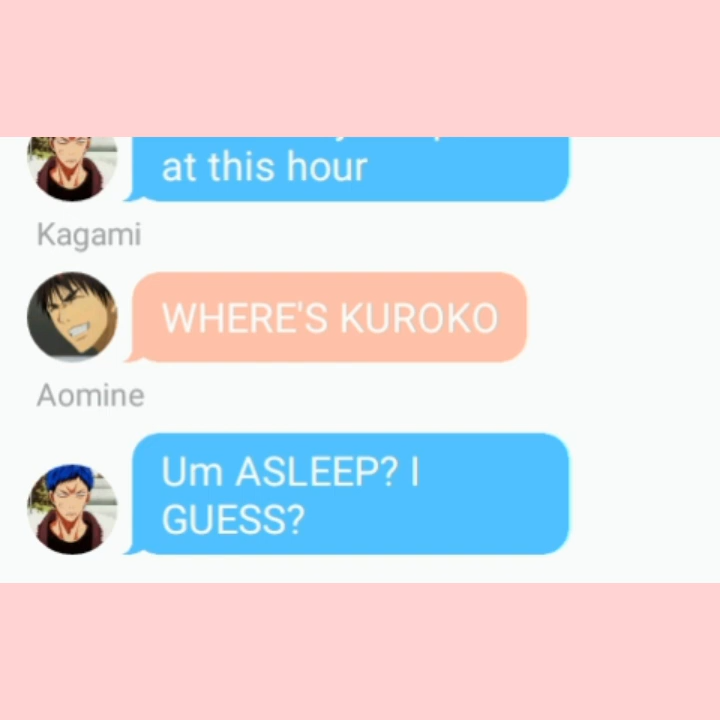 at this hour
Kagami
WHERE'S KUROKO
Aomine
Um ASLEEP? I
GUESS?